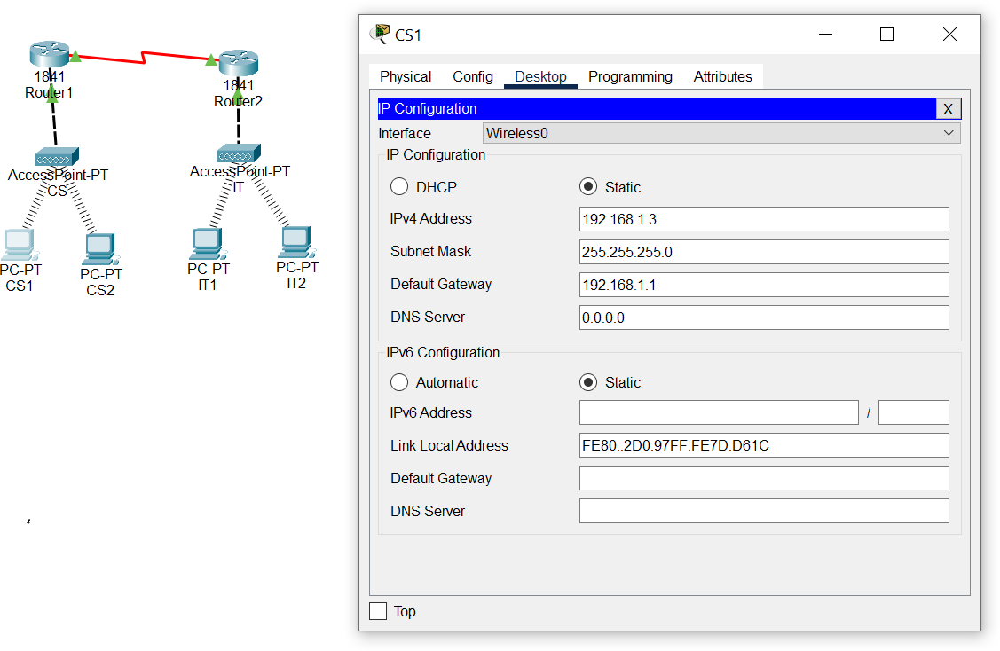 1841
Router1
1841
Router2
AccessPoint-PT
CS
AccessPoint-PT
IT
PC-PT
CS1
PC-PT
CS2
PC-PT
IT1
PC-PT
IT2
CS1
Physical Config Desktop Programming Attributes
IP Configuration X
Interface Wireless0
IP Configuration
DHCP Static
IPv4 Address 192.168.1.3
Subnet Mask 255.255.255.0
Default Gateway 192.168.1.1
DNS Server 0.0.0.0
IPv6 Configuration
Automatic Static
IPv6 Address /
Link Local Address FE80::2D0:97FF:FE7D:D61C
Default Gateway
DNS Server
Top